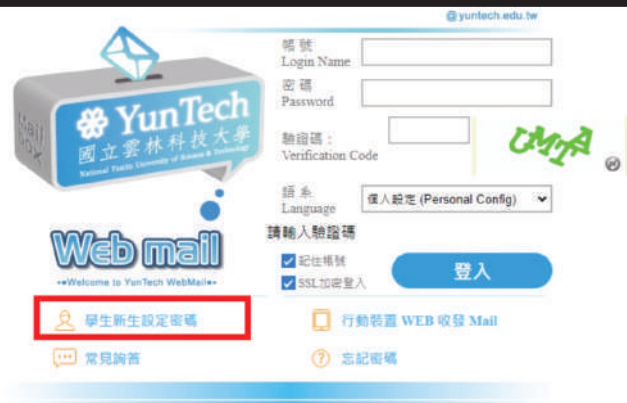 @yuntech.edu.tw
帳號
Login Name
密碼
Password
驗證碼：
Verification Code
UMTA
語系
Language
個人設定 (Personal Config)
請輸入驗證碼
記住帳號
SSL加密登入
登入
Mail
BOX
YunTech
國立雲林科技大學
National Yunlin University of Science & Technology
Web mail
Welcome to YunTech WebMail
學生新生設定密碼
行動裝置 WEB 收發 Mail
常見詢答
忘記密碼